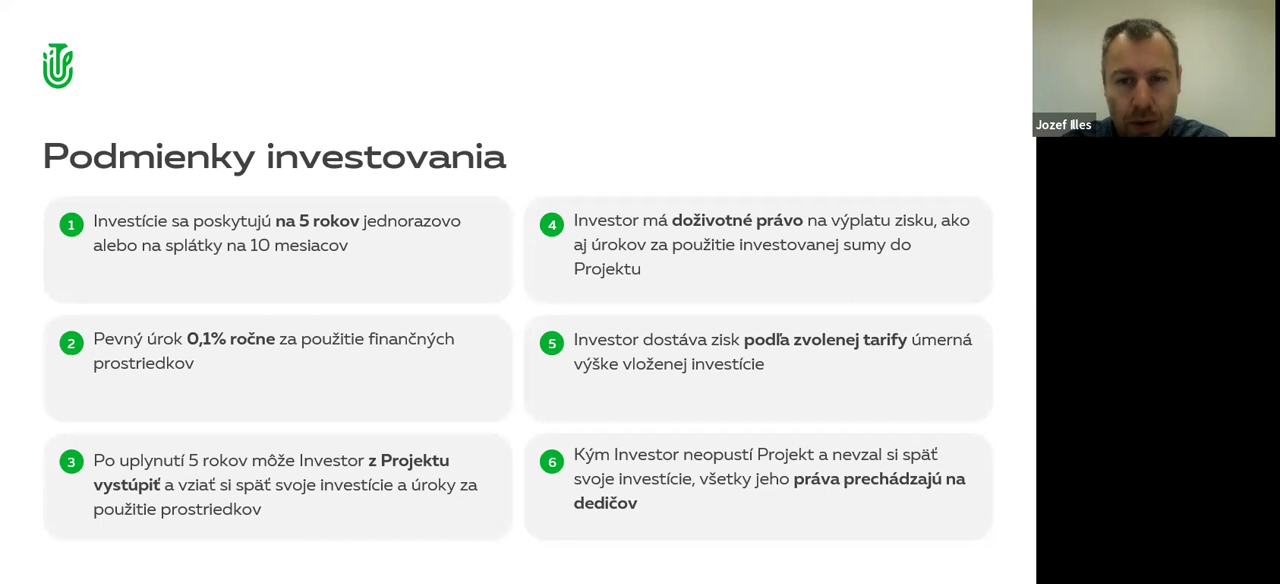 Podmienky investovania
1
Investície sa poskytujú na 5 rokov jednorazovo
alebo na splátky na 10 mesiacov
2
Pevný úrok 0,1% ročne za použitie finančných
prostriedkov
3
Po uplynutí 5 rokov môže Investor z Projektu
vystúpiť a vziať si späť svoje investície a úroky za
použitie prostriedkov
4
Investor má doživotné právo na výplatu zisku, ako
aj úrokov za použitie investovanej sumy do
Projektu
5
Investor dostáva zisk podľa zvolenej tarify úmerná
výške vloženej investície
6
Kým Investor neopustí Projekt a nevzal si späť
svoje investície, všetky jeho práva prechádzajú na
dedičov
Jozef Illes